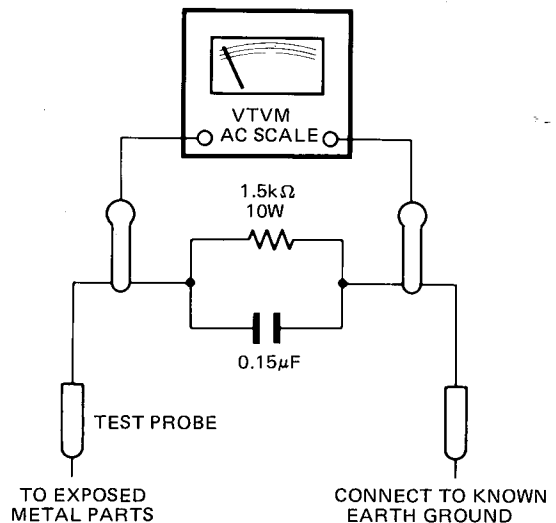 VTVM
AC SCALE
1.5kΩ
10W
0.15μF
TEST PROBE
TO EXPOSED
METAL PARTS
CONNECT TO KNOWN
EARTH GROUND